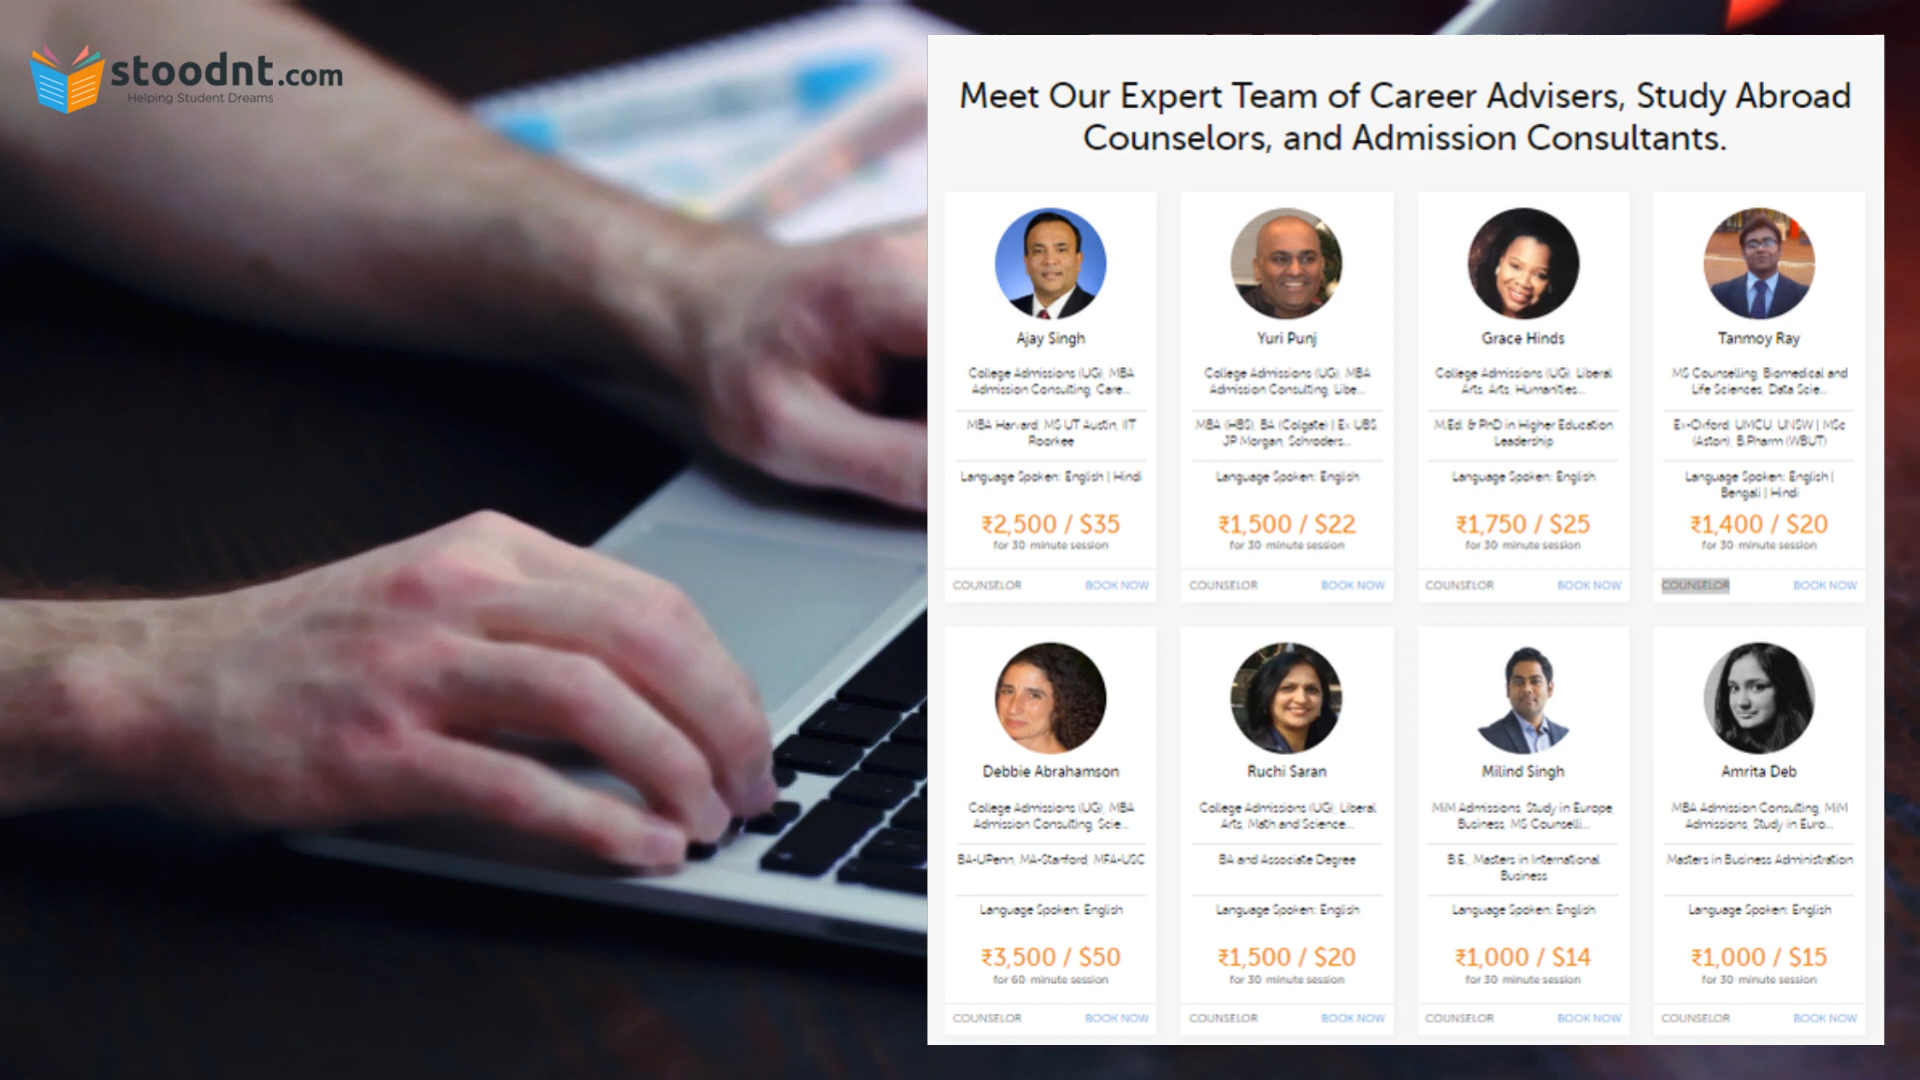 stoodnt.com
Helping Student Dreams
Meet Our Expert Team of Career Advisers, Study Abroad
Counselors, and Admission Consultants.
Ajay Singh
College Admissions (UG), MBA
Admission Consulting, Care...
MBA Harvard, MS UT Austin, IIT
Roorkee
Language Spoken: English | Hindi
₹2,500 / $35
for 30 minute session
COUNSELOR
BOOK NOW
Yuri Punj
College Admissions (UG), MBA
Admission Consulting, Libe...
MBA (HBS), BA (Colgate) | Ex UBS,
JP Morgan, Schroders...
Language Spoken: English
₹1,500 / $22
for 30 minute session
COUNSELOR
BOOK NOW
Grace Hinds
College Admissions (UG), Liberal
Arts, Arts, Humanities...
M.Ed. & PhD in Higher Education
Leadership
Language Spoken: English
₹1,750 / $25
for 30 minute session
COUNSELOR
BOOK NOW
Tanmoy Ray
MS Counselling, Biomedical and
Life Sciences, Data Scie...
Ex-Oxford, UMCU, UNSW | MSc
(Aston), B.Pharm (WBUT)
Language Spoken: English |
Bengali | Hindi
₹1,400 / $20
for 30 minute session
COUNSELOR
BOOK NOW
Debbie Abrahamson
College Admissions (UG), MBA
Admission Consulting, Scie...
BA-UPenn, MA-Stanford, MFA-USC
Language Spoken: English
₹3,500 / $50
for 60 minute session
COUNSELOR
BOOK NOW
Ruchi Saran
College Admissions (UG), Liberal
Arts, Math and Science...
BA and Associate Degree
Language Spoken: English
₹1,500 / $20
for 30 minute session
COUNSELOR
BOOK NOW
Milind Singh
MiM Admissions, Study in Europe,
Business, MS Counselli...
B.E., Masters in International
Business
Language Spoken: English
₹1,000 / $14
for 30 minute session
COUNSELOR
BOOK NOW
Amrita Deb
MBA Admission Consulting, MiM
Admissions, Study in Euro...
Masters in Business Administration
Language Spoken: English
₹1,000 / $15
for 30 minute session
COUNSELOR
BOOK NOW